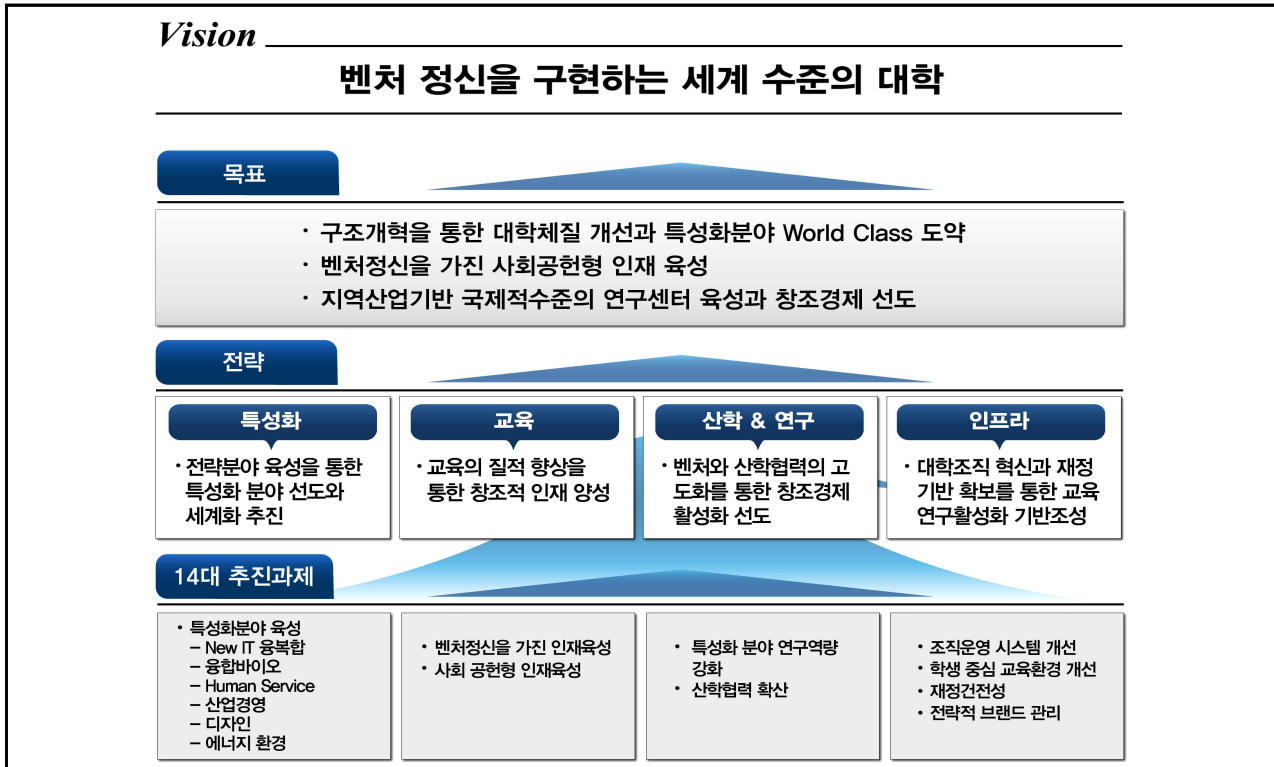 Vision
벤처 정신을 구현하는 세계 수준의 대학
목표
· 구조개혁을 통한 대학체질 개선과 특성화분야 World Class 도약
· 벤처정신을 가진 사회공헌형 인재 육성
· 지역산업기반 국제적수준의 연구센터 육성과 창조경제 선도
전략
특성화
· 전략분야 육성을 통한
특성화 분야 선도와
세계화 추진
교육
· 교육의 질적 향상을
통한 창조적 인재 양성
산학 & 연구
· 벤처와 산학협력의 고
도화를 통한 창조경제
활성화 선도
인프라
· 대학조직 혁신과 재정
기반 확보를 통한 교육
연구활성화 기반조성
14대 추진과제
· 특성화분야 육성
– New IT 융복합
– 융합바이오
– Human Service
– 산업경영
– 디자인
– 에너지 환경
· 벤처정신을 가진 인재육성
· 사회 공헌형 인재육성
· 특성화 분야 연구역량
강화
· 산학협력 확산
· 조직운영 시스템 개선
· 학생 중심 교육환경 개선
· 재정건전성
· 전략적 브랜드 관리